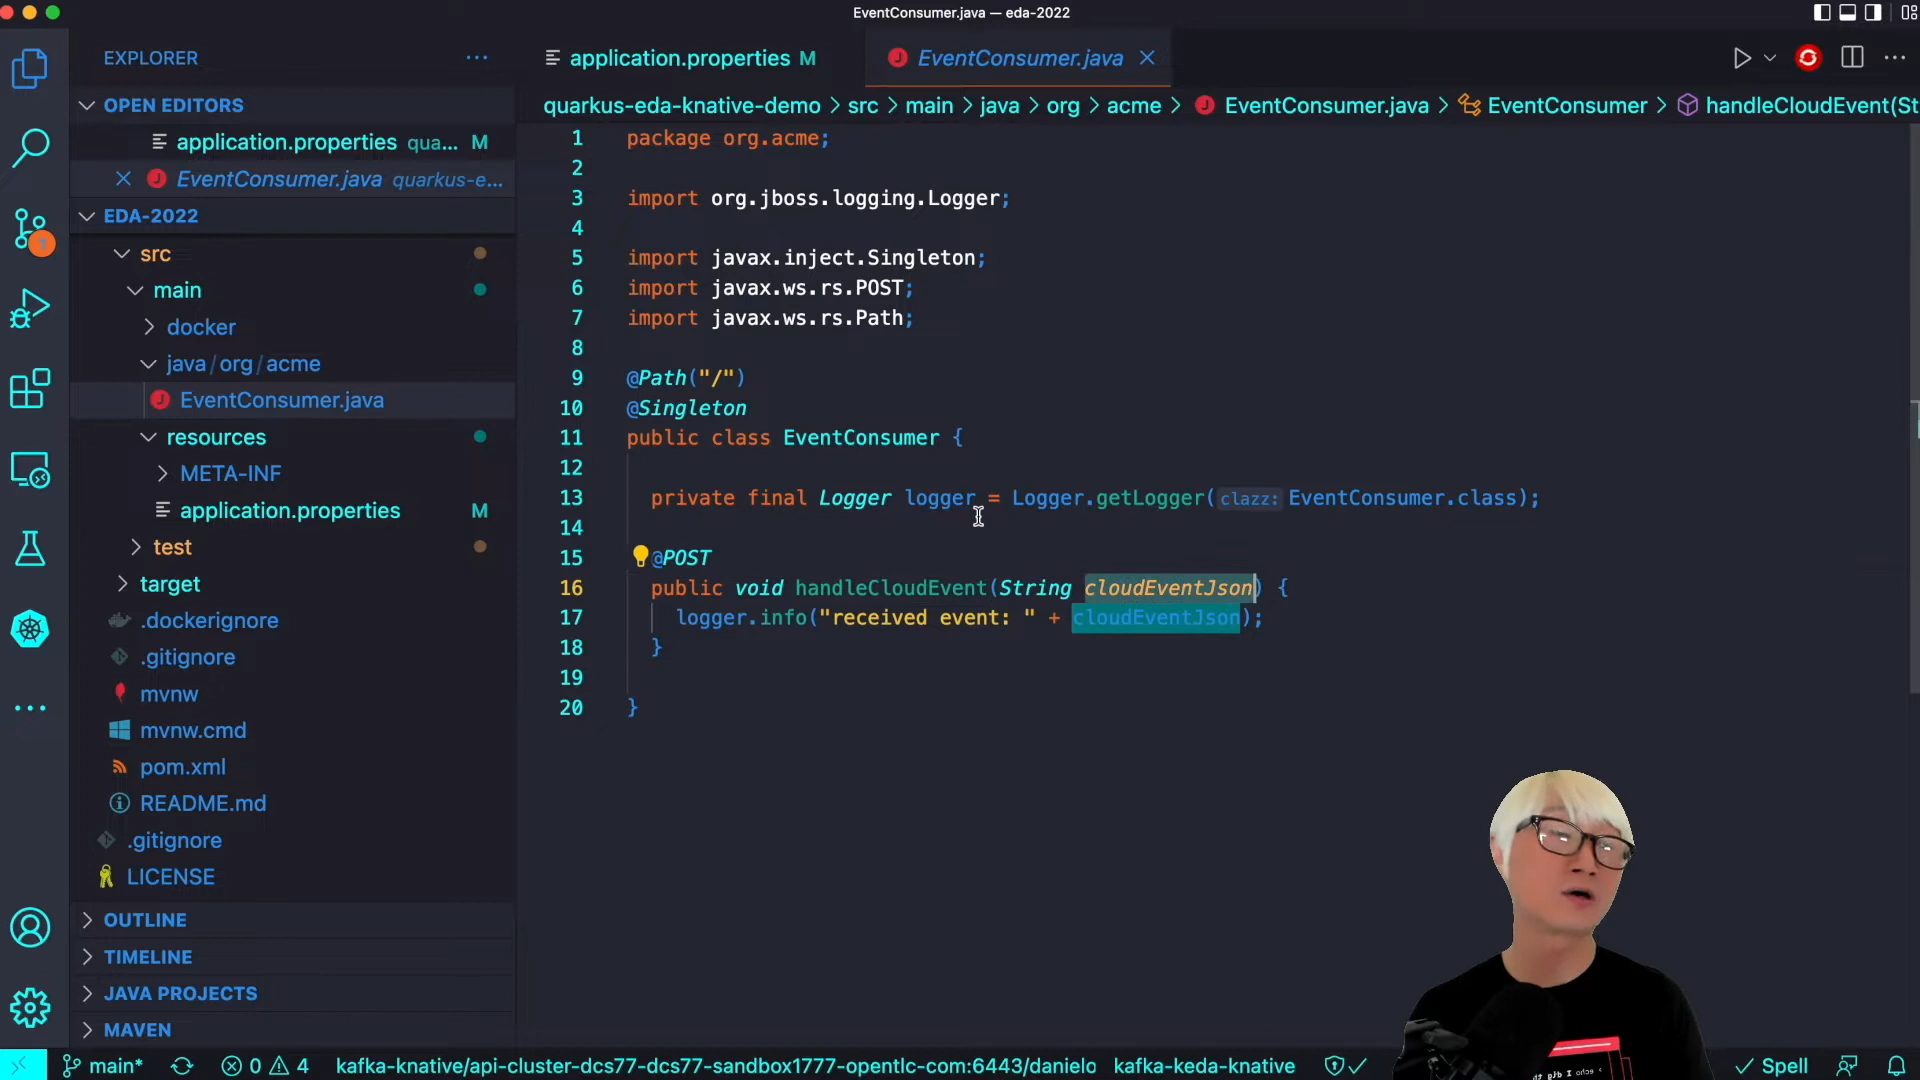 EventConsumer.java — eda-2022
EXPLORER
OPEN EDITORS
application.properties qua... M
EventConsumer.java quarkus-e...
EDA-2022
src
main
docker
java / org / acme
EventConsumer.java
resources
META-INF
application.properties M
test
target
.dockerignore
.gitignore
mvnw
mvnw.cmd
pom.xml
README.md
.gitignore
LICENSE
OUTLINE
TIMELINE
JAVA PROJECTS
MAVEN
application.properties M
EventConsumer.java
quarkus-eda-knative-demo > src > main > java > org > acme > EventConsumer.java > EventConsumer > handleCloudEvent(St
1 package org.acme;
2
3 import org.jboss.logging.Logger;
4
5 import javax.inject.Singleton;
6 import javax.ws.rs.POST;
7 import javax.ws.rs.Path;
8
9 @Path("/")
10 @Singleton
11 public class EventConsumer {
12
13 private final Logger logger = Logger.getLogger(clazz: EventConsumer.class);
14
15 @POST
16 public void handleCloudEvent(String cloudEventJson) {
17 logger.info("received event: " + cloudEventJson);
18 }
19
20 }
main* 0 4 kafka-knative/api-cluster-dcs77-dcs77-sandbox1777-opentlc-com:6443/danielo kafka-keda-knative Spell